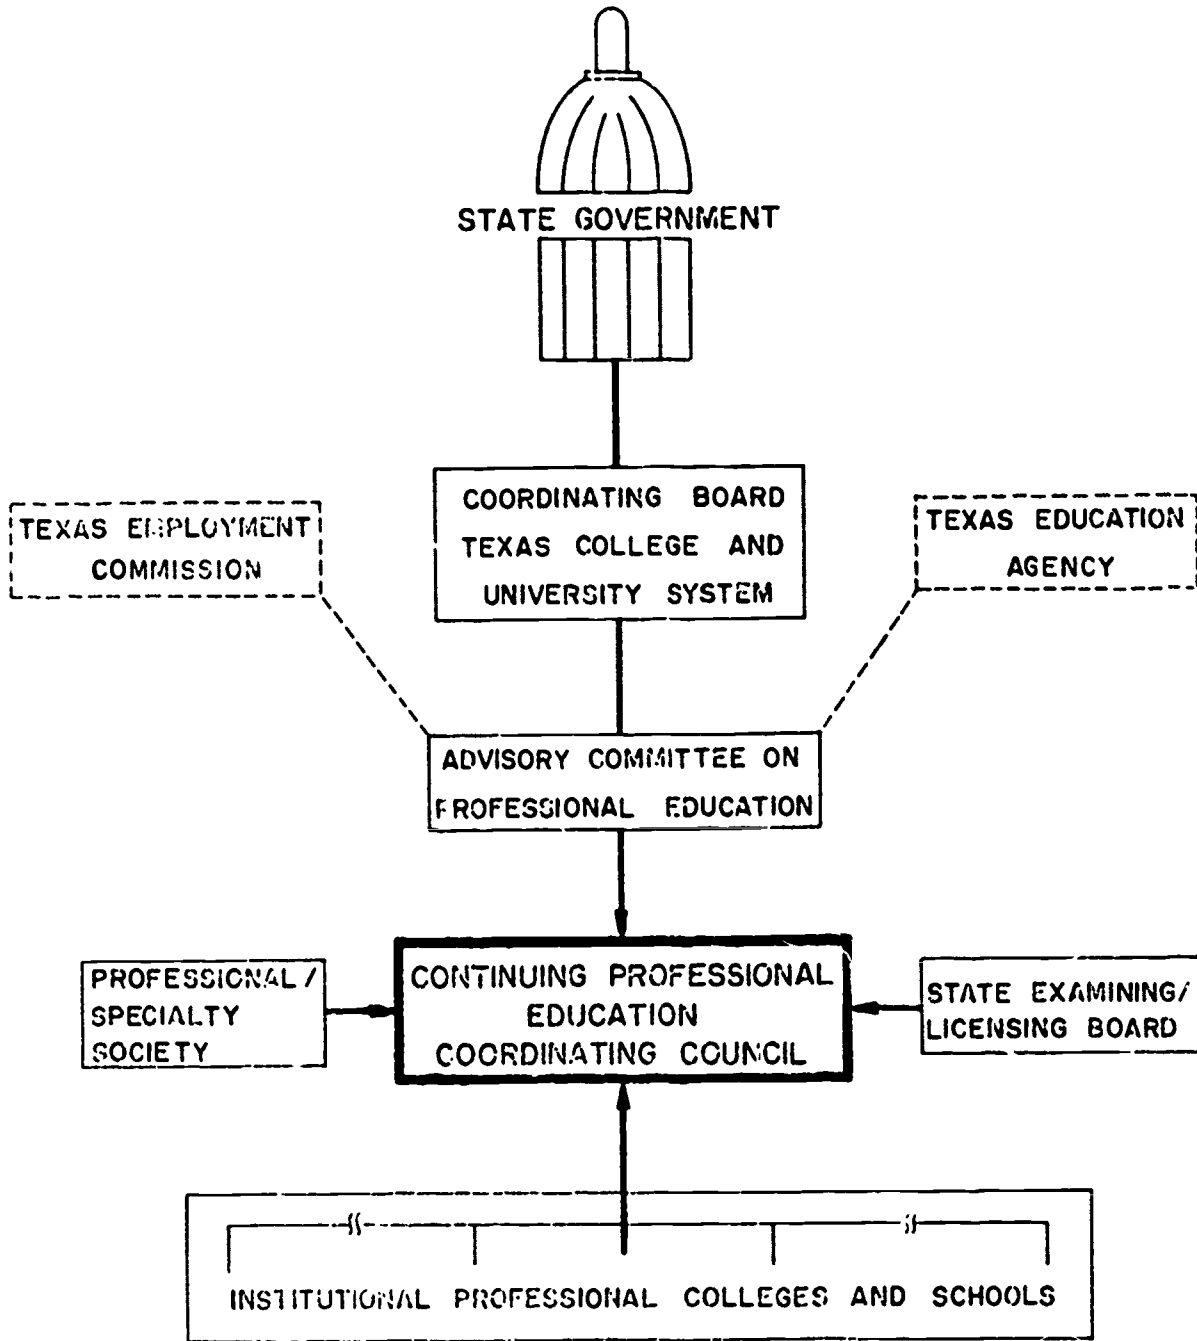 STATE GOVERNMENT
COORDINATING BOARD
TEXAS COLLEGE AND
UNIVERSITY SYSTEM
TEXAS EMPLOYMENT
COMMISSION
TEXAS EDUCATION
AGENCY
ADVISORY COMMITTEE ON
PROFESSIONAL EDUCATION
PROFESSIONAL/
SPECIALTY
SOCIETY
CONTINUING PROFESSIONAL
EDUCATION
COORDINATING COUNCIL
STATE EXAMINING/
LICENSING BOARD
INSTITUTIONAL PROFESSIONAL COLLEGES AND SCHOOLS